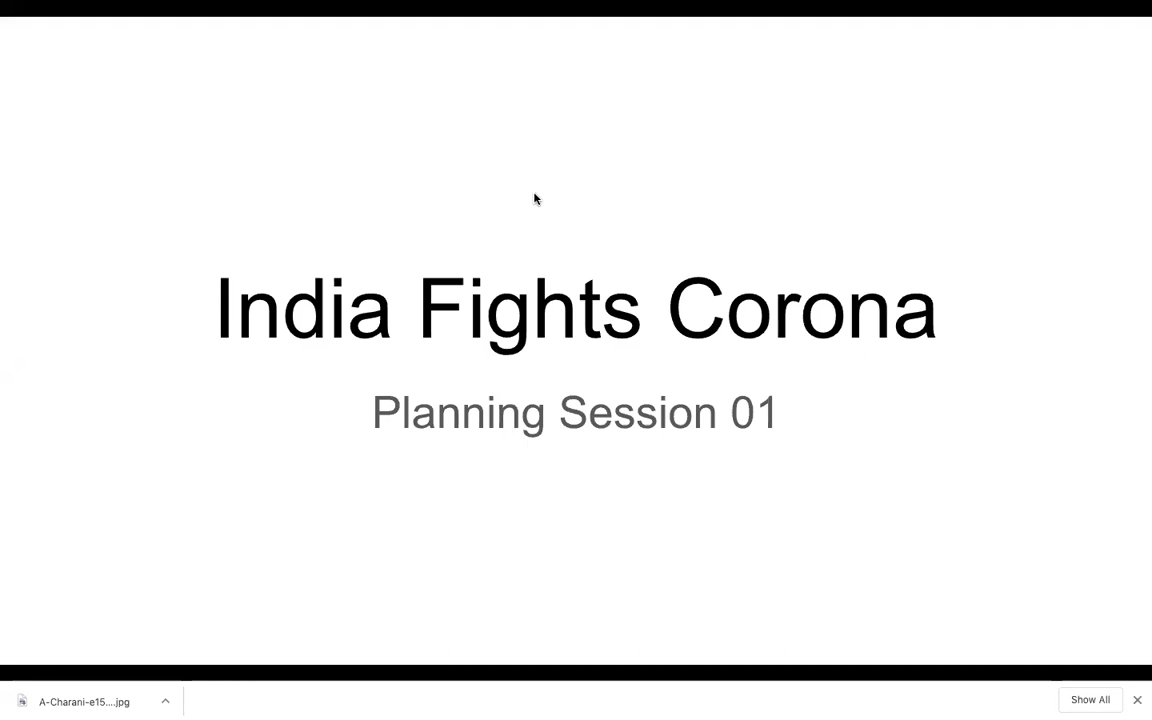 India Fights Corona
Planning Session 01
A-Charani-e15....jpg
Show All